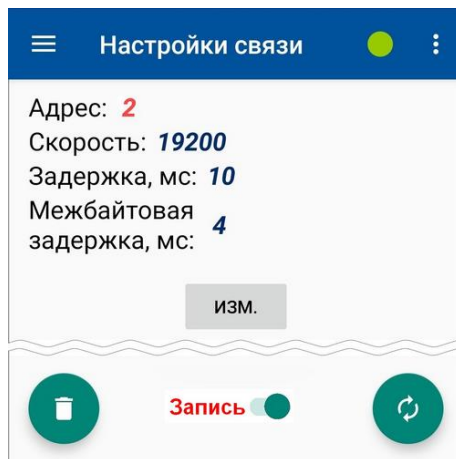 Настройки связи
Адрес: 2
Скорость: 19200
Задержка, мс: 10
Межбайтовая
задержка, мс: 4
изм.
Запись